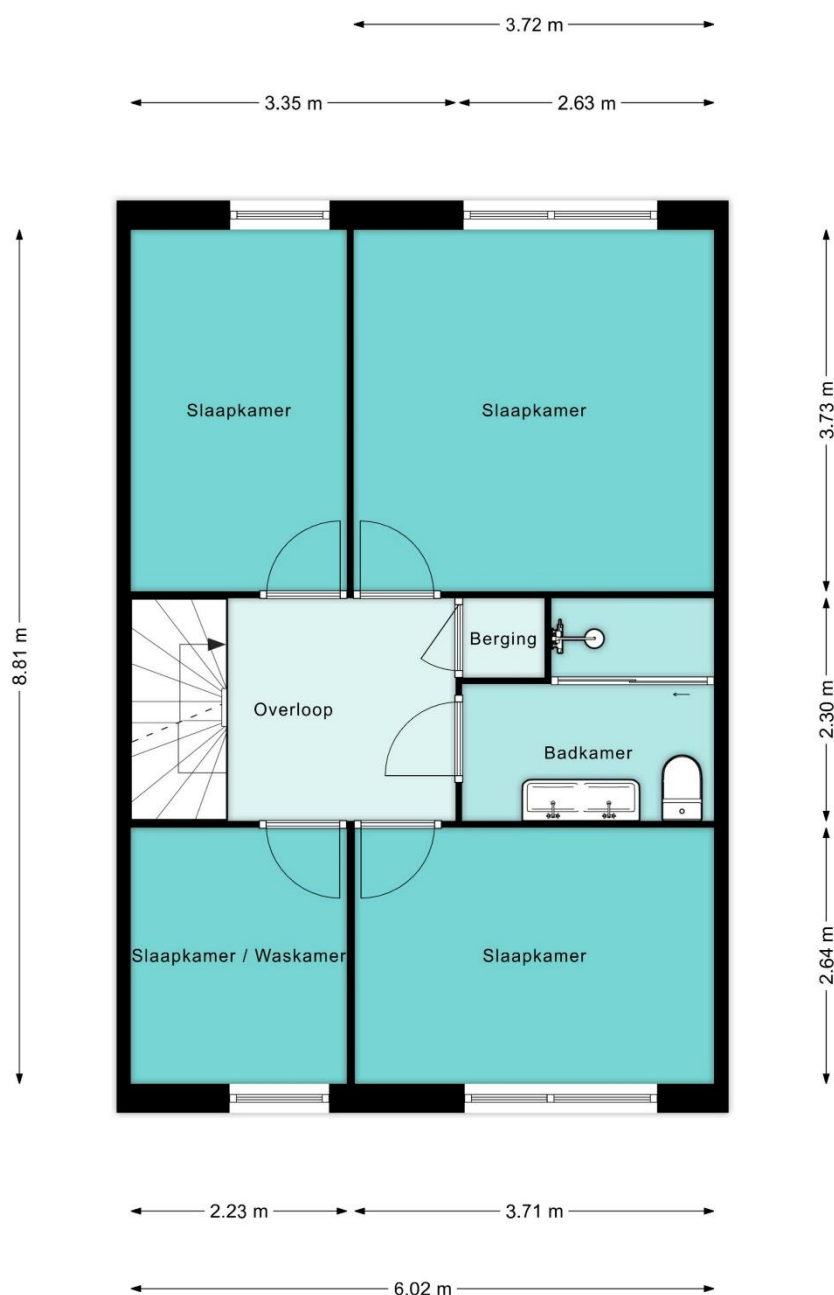 3.72 m
3.35 m
2.63 m
Slaapkamer
Slaapkamer
3.73 m
8.81 m
Berging
Overloop
2.30 m
Badkamer
Slaapkamer / Waskamer
Slaapkamer
2.64 m
2.23 m
3.71 m
6.02 m